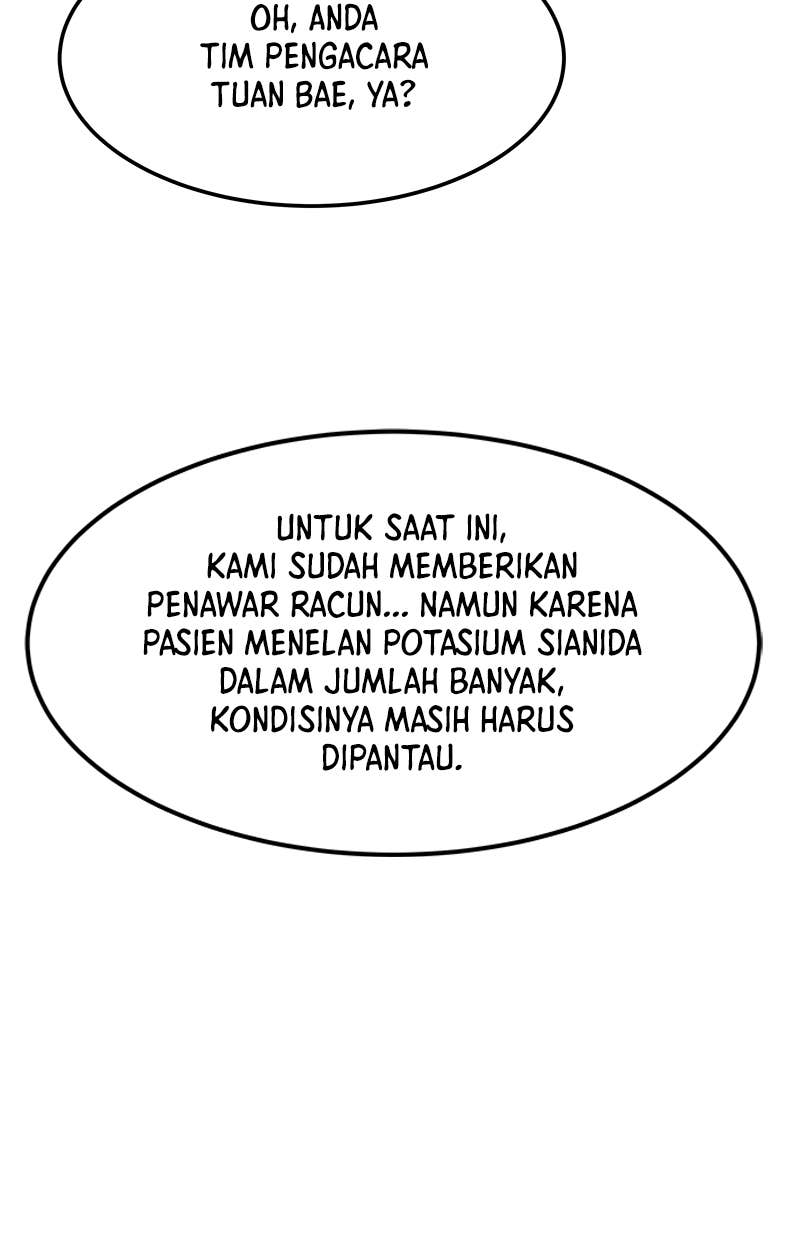 OH, ANDA
TIM PENGACARA
TUAN BAE, YA?
UNTUK SAAT INI,
KAMI SUDAH MEMBERIKAN
PENAWAR RACUN... NAMUN KARENA
PASIEN MENELAN POTASIUM SIANIDA
DALAM JUMLAH BANYAK,
KONDISINYA MASIH HARUS
DIPANTAU.